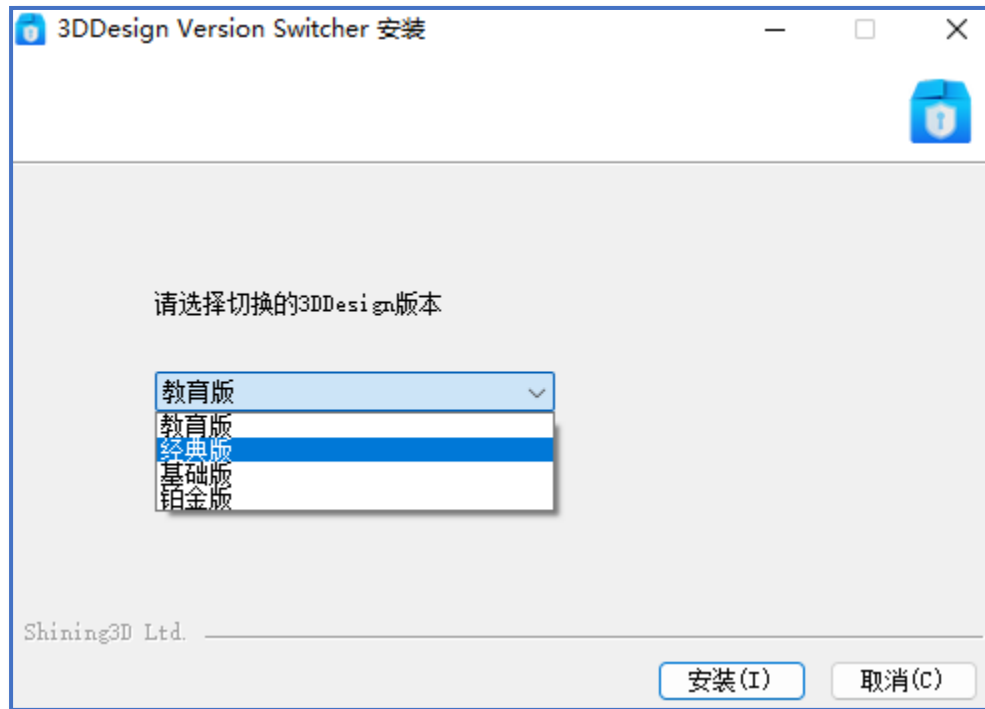 3DDesign Version Switcher 安装
请选择切换的3DDesign版本
教育版
教育版
经典版
基础版
铂金版
Shining3D Ltd.
安装(I) 取消(C)